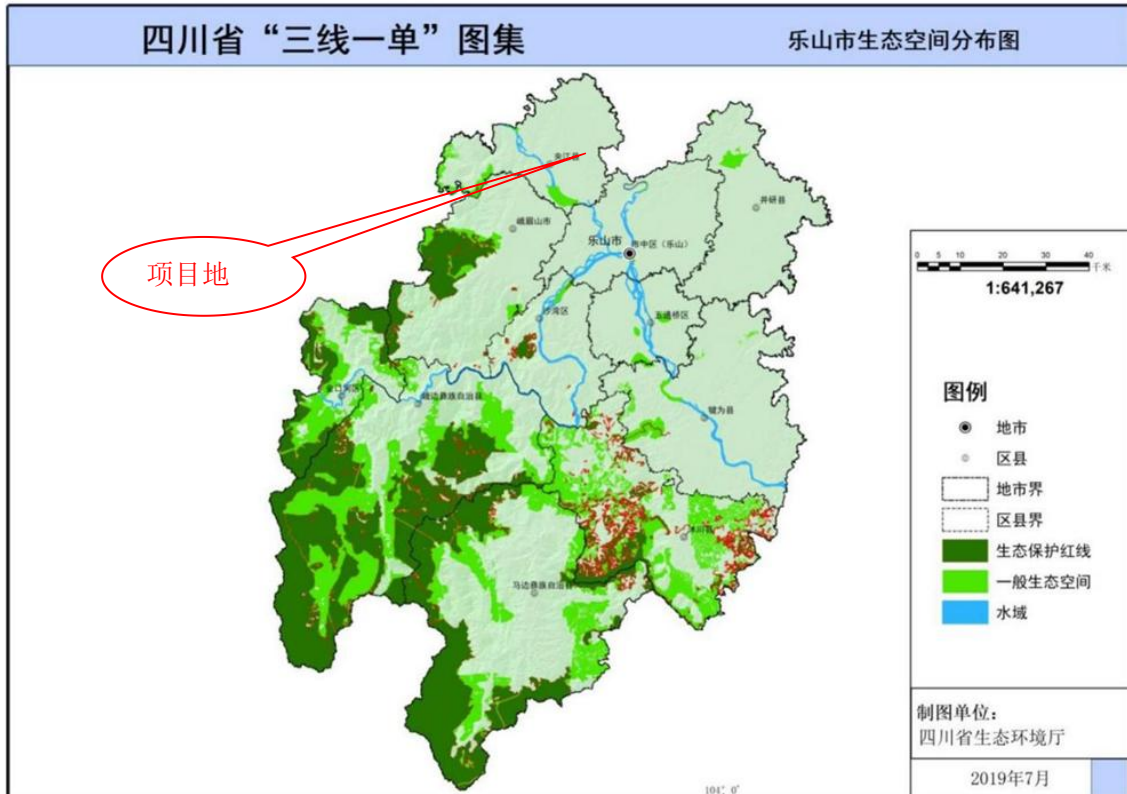 四川省“三线一单”图集
乐山市生态空间分布图
夹江县
井研县
峨眉山市
乐山市
市中区（乐山）
项目地
沙湾区
五通桥区
金口河区
峨边彝族自治县
犍为县
沐川县
马边彝族自治县
0 5 10 20 30 40
千米
1:641,267
图例
地市
区县
地市界
区县界
生态保护红线
一般生态空间
水域
制图单位：
四川省生态环境厅
2019年7月
104°0′